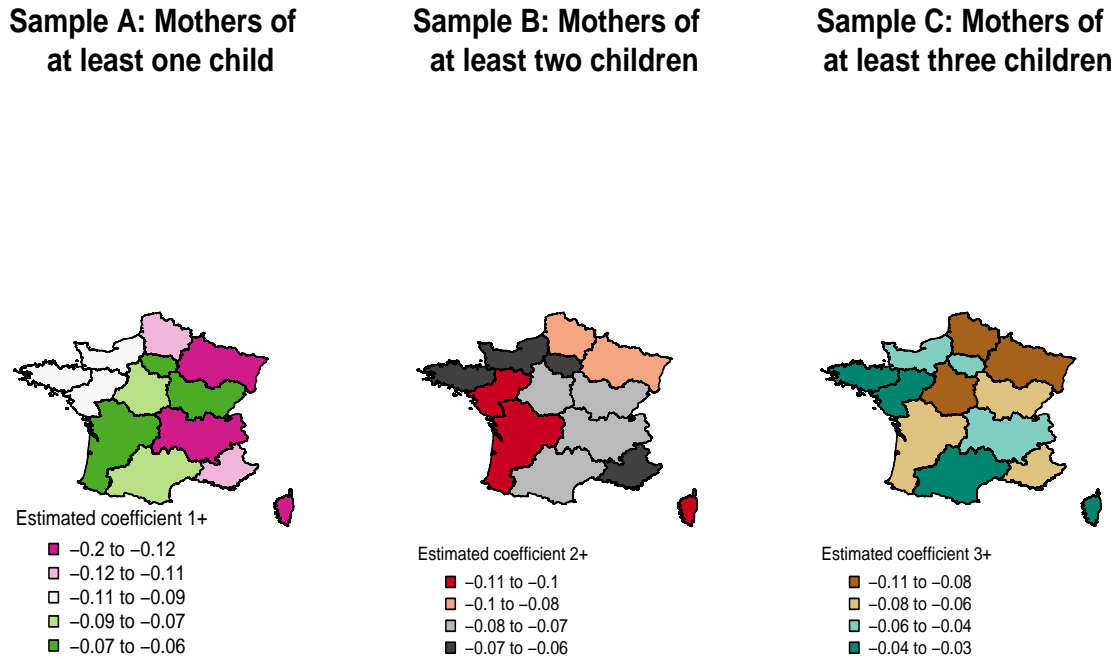 Sample A: Mothers of
at least one child
Sample B: Mothers of
at least two children
Sample C: Mothers of
at least three children
Estimated coefficient 1+
−0.2 to −0.12
−0.12 to −0.11
−0.11 to −0.09
−0.09 to −0.07
−0.07 to −0.06
Estimated coefficient 2+
−0.11 to −0.1
−0.1 to −0.08
−0.08 to −0.07
−0.07 to −0.06
Estimated coefficient 3+
−0.11 to −0.08
−0.08 to −0.06
−0.06 to −0.04
−0.04 to −0.03